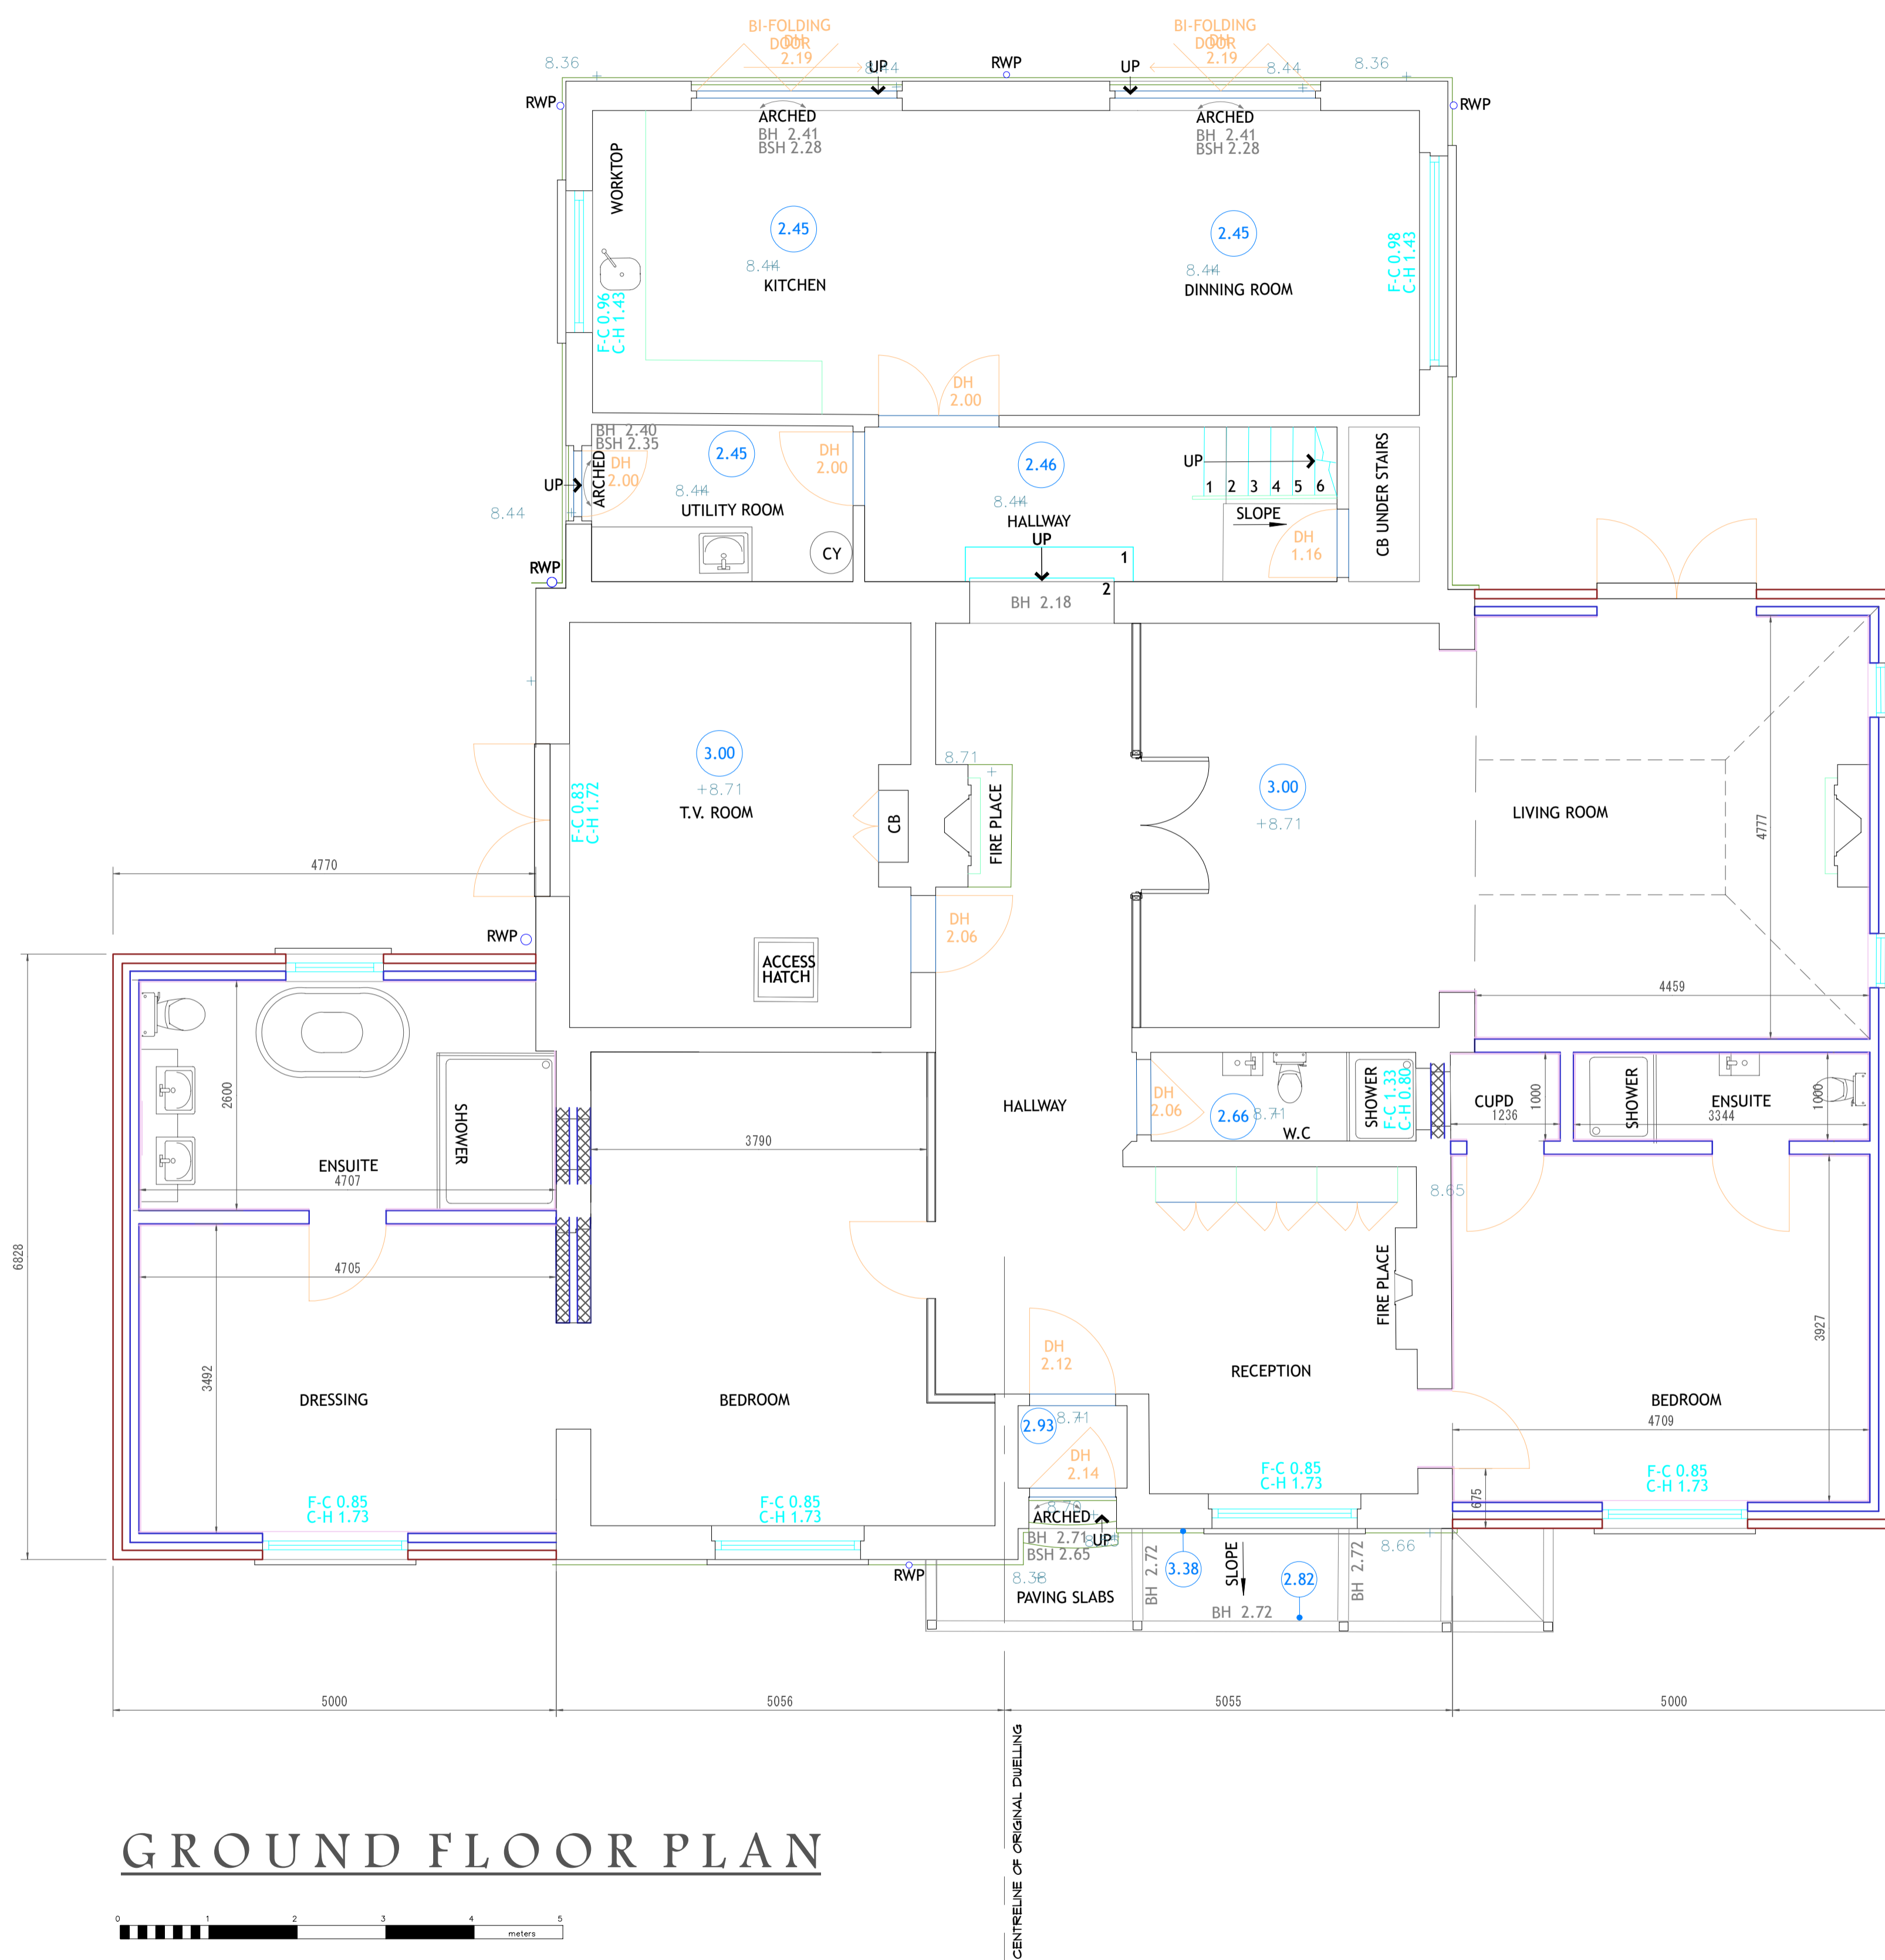 BI-FOLDING
DOOR
DH
2.19
BI-FOLDING
DOOR
DH
2.19
8.36
UP
8.44
RWP
UP
8.44
8.36
RWP
RWP
ARCHED
BH 2.41
BSH 2.28
ARCHED
BH 2.41
BSH 2.28
WORKTOP
2.45
8.44
KITCHEN
2.45
8.44
DINNING ROOM
F-C 0.96
C-H 1.43
F-C 0.98
C-H 1.43
DH
2.00
BH 2.40
BSH 2.35
ARCHED
DH
2.00
UP
8.44
2.45
8.44
UTILITY ROOM
DH
2.00
CY
2.46
8.44
HALLWAY
UP
1
2
UP
1 2 3 4 5 6
SLOPE
DH
1.16
CB UNDER STAIRS
RWP
BH 2.18
3.00
+8.71
T.V. ROOM
F-C 0.83
C-H 1.72
CB
8.71
FIRE PLACE
3.00
+8.71
LIVING ROOM
4777
4770
RWP
DH
2.06
ACCESS
HATCH
4459
2600
SHOWER
ENSUITE
4707
3790
HALLWAY
DH
2.06
2.66
8.71
W.C
SHOWER
F-C 1.33
C-H 0.80
CUPD
1236
1000
SHOWER
ENSUITE
3344
1000
8.65
6828
4705
3492
DRESSING
BEDROOM
FIRE PLACE
DH
2.12
RECEPTION
3927
BEDROOM
4709
2.93
8.71
DH
2.14
F-C 0.85
C-H 1.73
F-C 0.85
C-H 1.73
F-C 0.85
C-H 1.73
F-C 0.85
C-H 1.73
675
8.70
ARCHED
BH 2.71
BSH 2.65
UP
8.38
PAVING SLABS
RWP
BH 2.72
3.38
SLOPE
2.82
BH 2.72
BH 2.72
8.66
5000
5056
5055
5000
CENTRELINE OF ORIGINAL DWELLING
GROUND FLOOR PLAN
0 1 2 3 4 5
meters